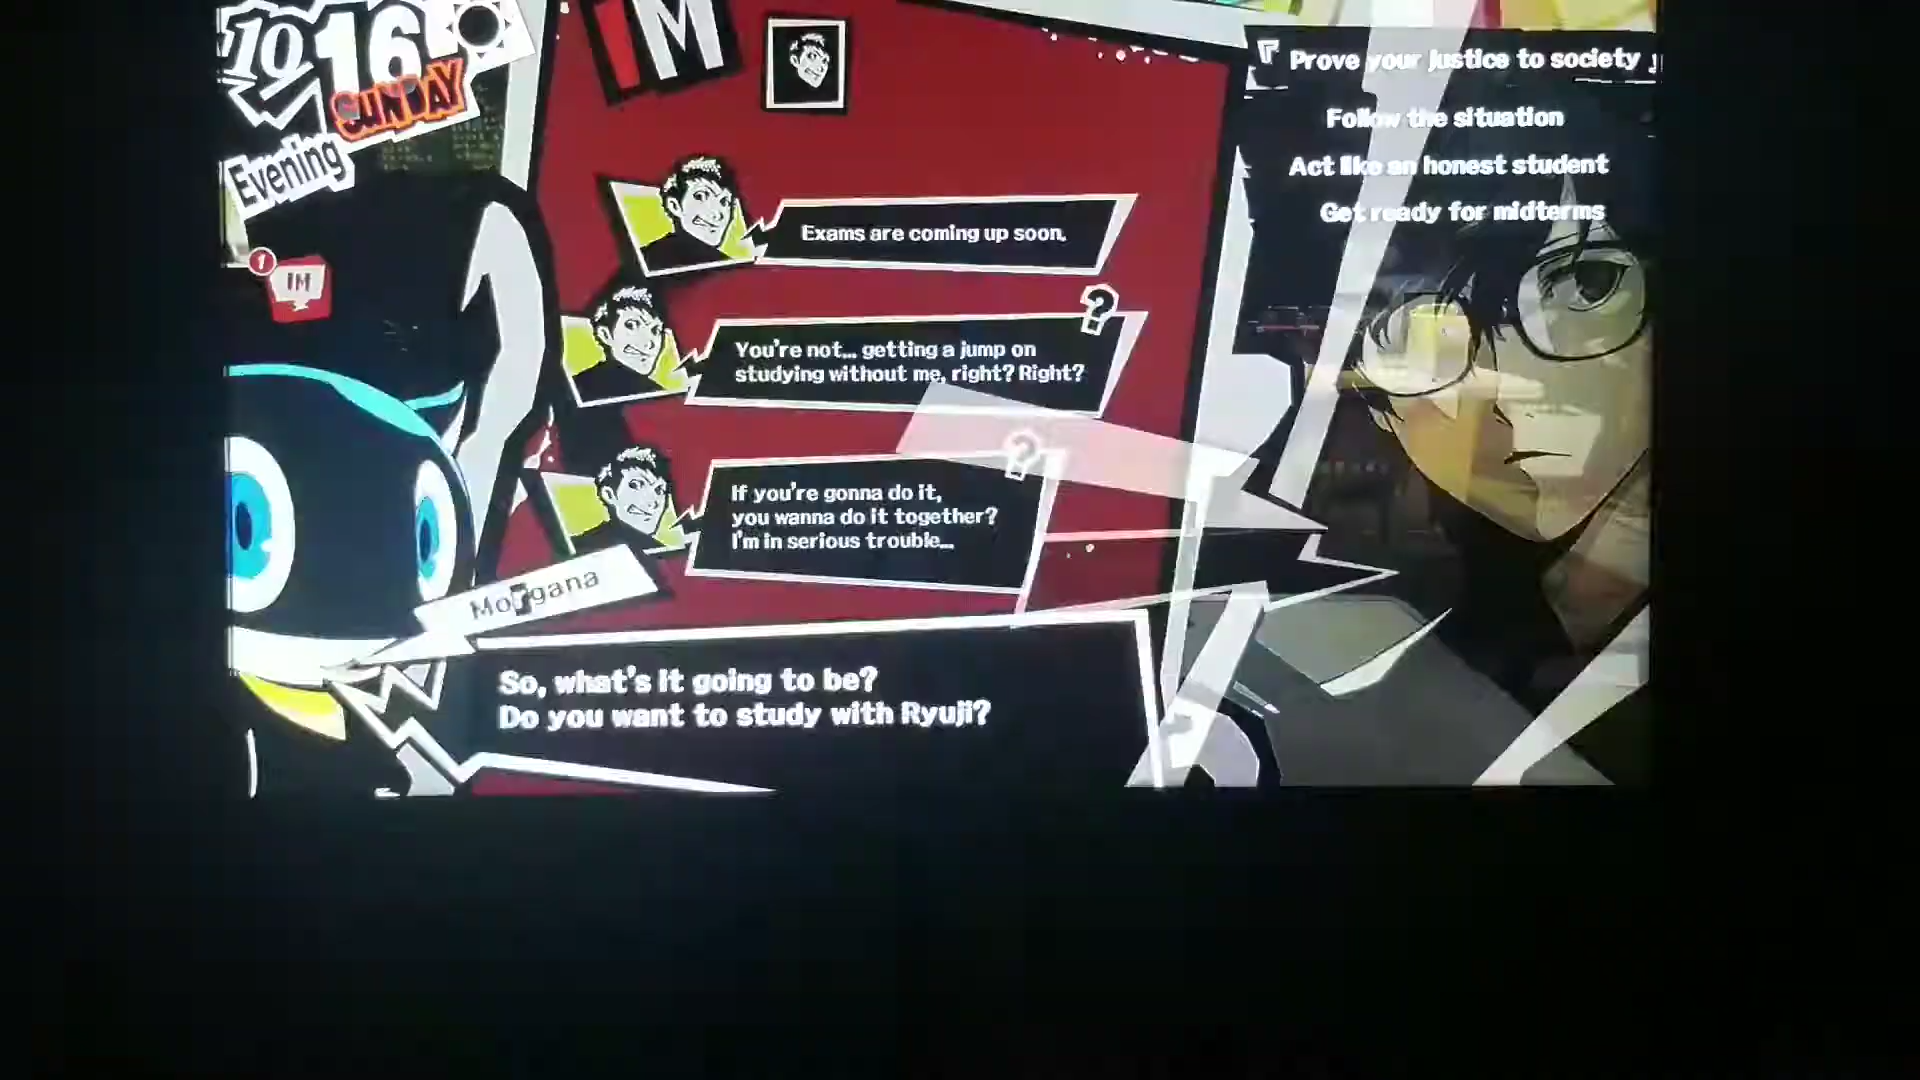 10 16
SUNDAY
Evening
1
IM
IM
Exams are coming up soon.
?
You're not... getting a jump on
studying without me, right? Right?
?
If you're gonna do it,
you wanna do it together?
I'm in serious trouble...
Morgana
So, what's it going to be?
Do you want to study with Ryuji?
Prove your justice to society
Follow the situation
Act like an honest student
Get ready for midterms